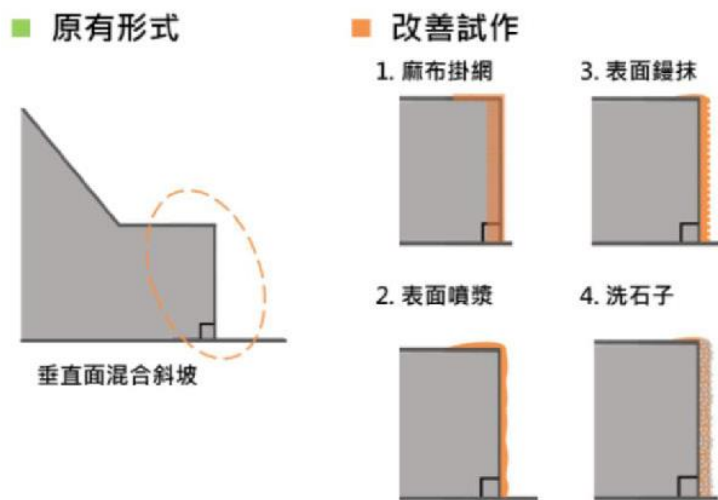 原有形式
改善試作
1. 麻布掛網
3. 表面鏝抹
2. 表面噴漿
4. 洗石子
垂直面混合斜坡